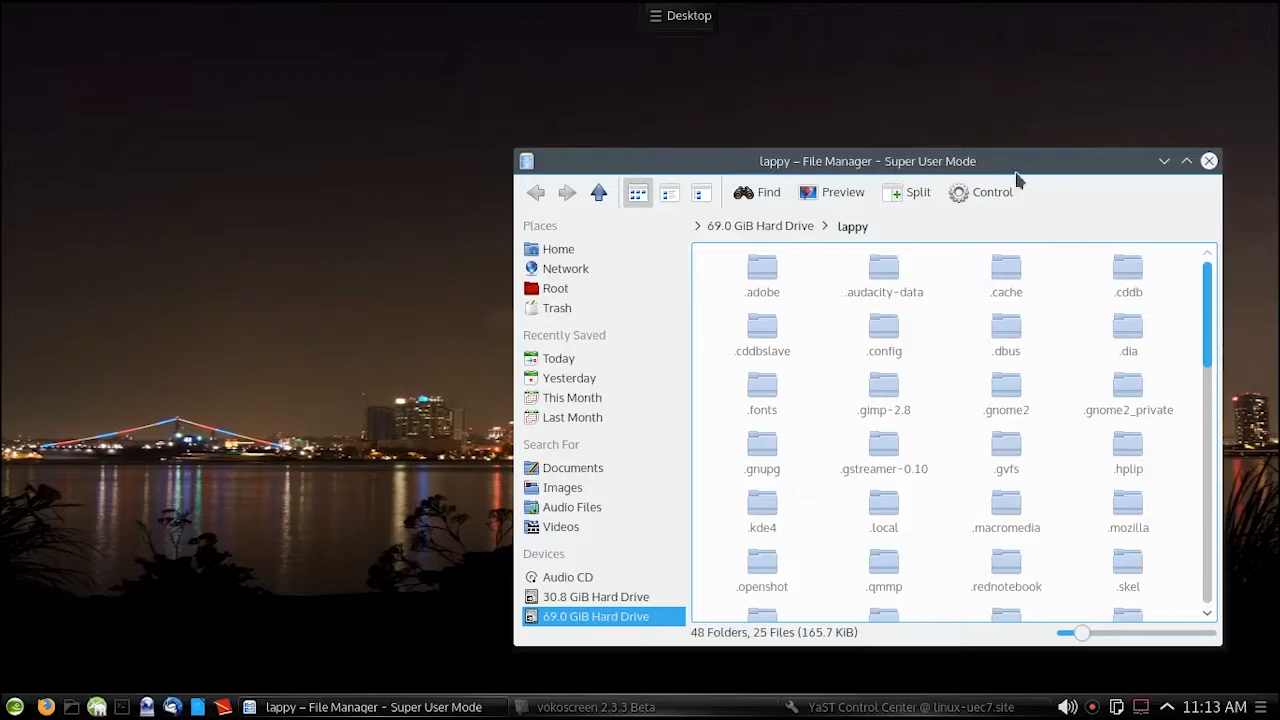 Desktop
lappy – File Manager – Super User Mode
Find Preview Split Control
69.0 GiB Hard Drive lappy
Places
Home
Network
Root
Trash
Recently Saved
Today
Yesterday
This Month
Last Month
Search For
Documents
Images
Audio Files
Videos
Devices
Audio CD
30.8 GiB Hard Drive
69.0 GiB Hard Drive
.adobe .audacity-data .cache .cddb
.cddbslave .config .dbus .dia
.fonts .gimp-2.8 .gnome2 .gnome2_private
.gnupg .gstreamer-0.10 .gvfs .hplip
.kde4 .local .macromedia .mozilla
.openshot .qmmp .rednotebook .skel
48 Folders, 25 Files (165.7 KiB)
lappy – File Manager – Super User Mode vokoscreen 2.3.3 Beta YaST Control Center @ linux-uec7.site 11:13 AM